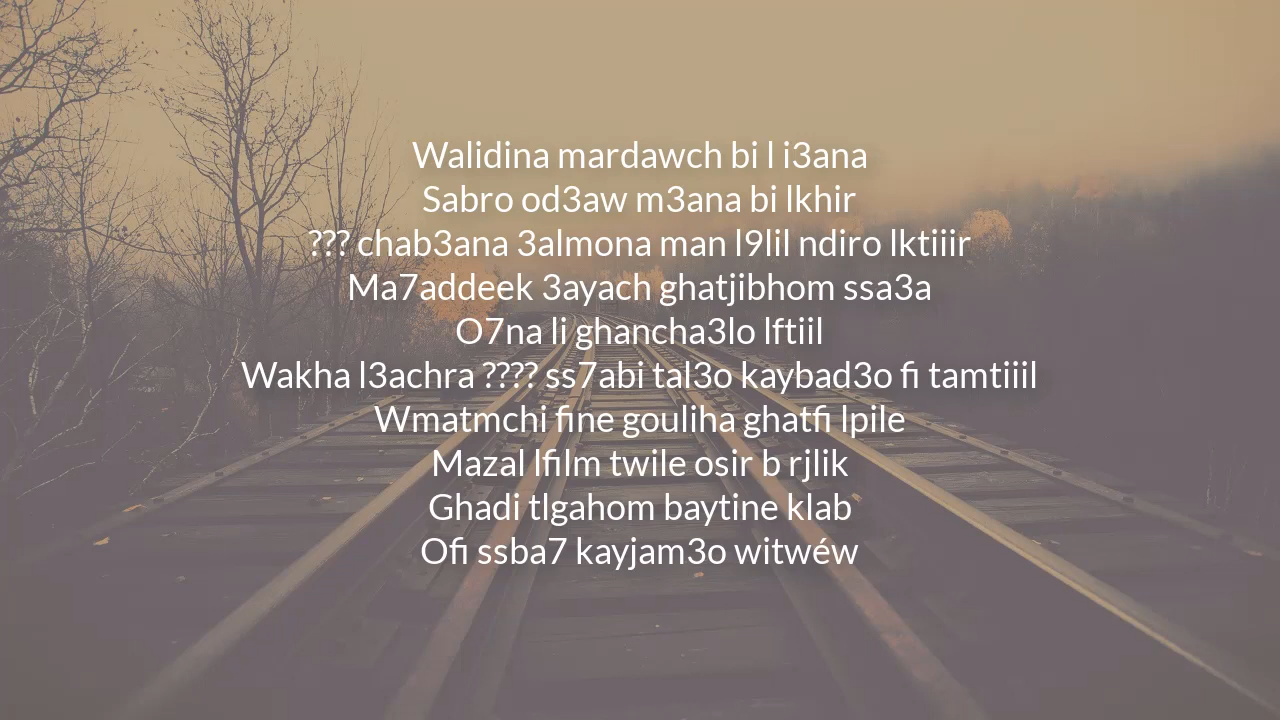 Walidina mardawch bi l i3ana
Sabro od3aw m3ana bi lkhir
??? chab3ana 3almona man l9lil ndiro lktiiir
Ma7addeek 3ayach ghatjibhom ssa3a
O7na li ghancha3lo lftiil
Wakha l3achra ???? ss7abi tal3o kaybad3o fi tamtiiil
Wmatmchi fine gouliha ghatfi lpile
Mazal lfilm twile osir b rjlik
Ghadi tlgahom baytine klab
Ofi ssba7 kayjam3o witwéw